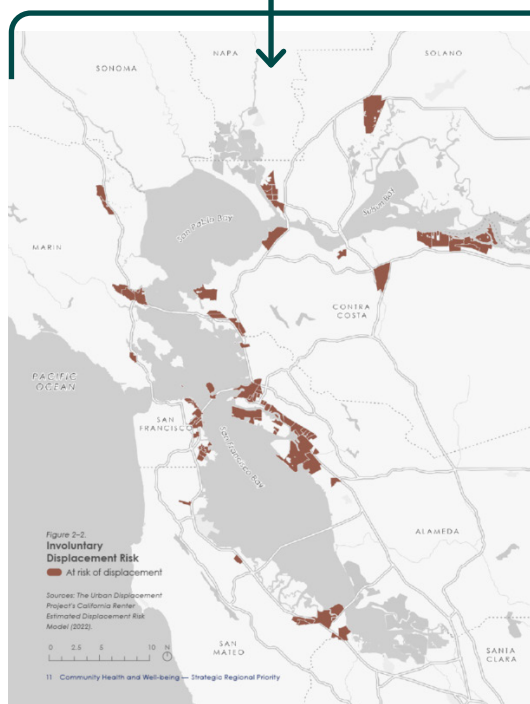 NAPA
SOLANO
SONOMA
San Pablo Bay
Suisun Bay
MARIN
CONTRA
COSTA
PACIFIC
OCEAN
SAN
FRANCISCO
San Francisco Bay
Figure 2–2.
Involuntary
Displacement Risk
At risk of displacement
ALAMEDA
Sources: The Urban Displacement
Project's California Renter
Estimated Displacement Risk
Model (2022).
SAN
MATEO
SANTA
CLARA
0 2.5 5 10 N
11 Community Health and Well-being — Strategic Regional Priority